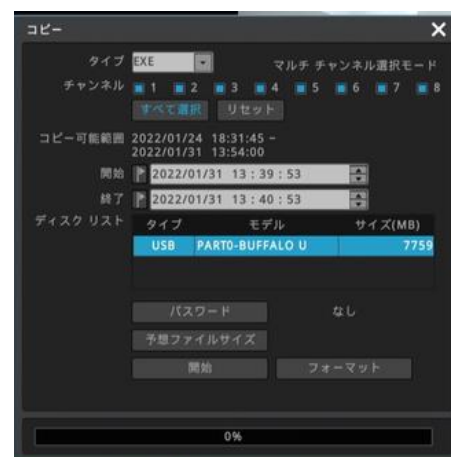 コピー
タイプ EXE マルチ チャンネル選択モード
チャンネル 1 2 3 4 5 6 7 8
すべて選択 リセット
コピー可能範囲 2022/01/24 18:31:45 –
2022/01/31 13:54:00
開始 2022/01/31 13 : 39 : 53
終了 2022/01/31 13 : 40 : 53
ディスク リスト タイプ モデル サイズ(MB)
USB PART0-BUFFALO U 7759
パスワード なし
予想ファイルサイズ
開始 フォーマット
0%